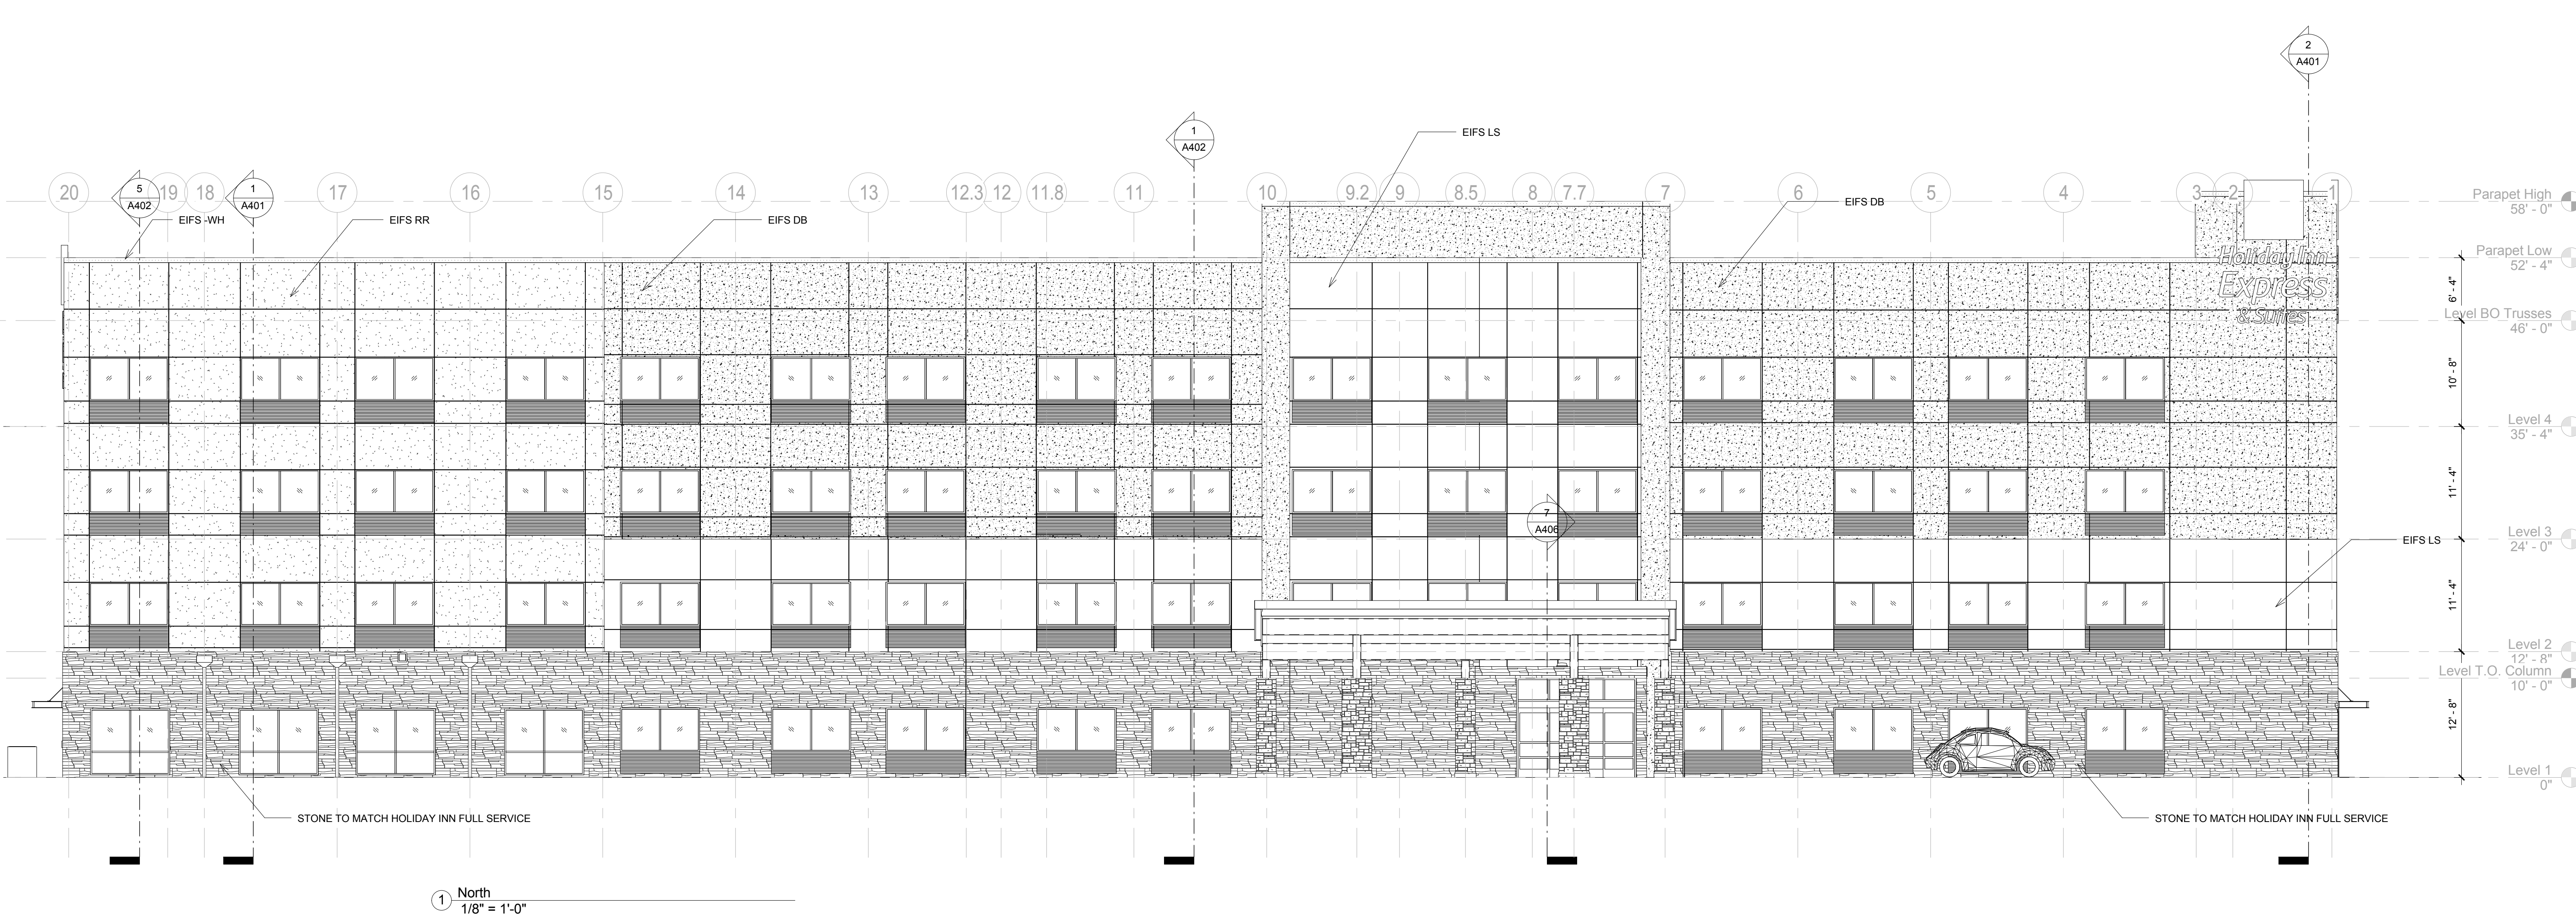 2
A401
1
A402
EIFS LS
20
5
A402
19
18
1
A401
17
16
15
14
13
12.3
12
11.8
11
10
9.2
9
8.5
8
7.7
7
6
5
4
3
2
1
EIFS -WH
EIFS RR
EIFS DB
EIFS DB
Parapet High
58' - 0"
Parapet Low
52' - 4"
Holiday Inn
Express
& Suites
6' - 4"
Level BO Trusses
46' - 0"
10' - 8"
Level 4
35' - 4"
11' - 4"
7
A406
Level 3
24' - 0"
EIFS LS
11' - 4"
Level 2
12' - 8"
Level T.O. Column
10' - 0"
12' - 8"
Level 1
0"
STONE TO MATCH HOLIDAY INN FULL SERVICE
STONE TO MATCH HOLIDAY INN FULL SERVICE
1
North
1/8" = 1'-0"